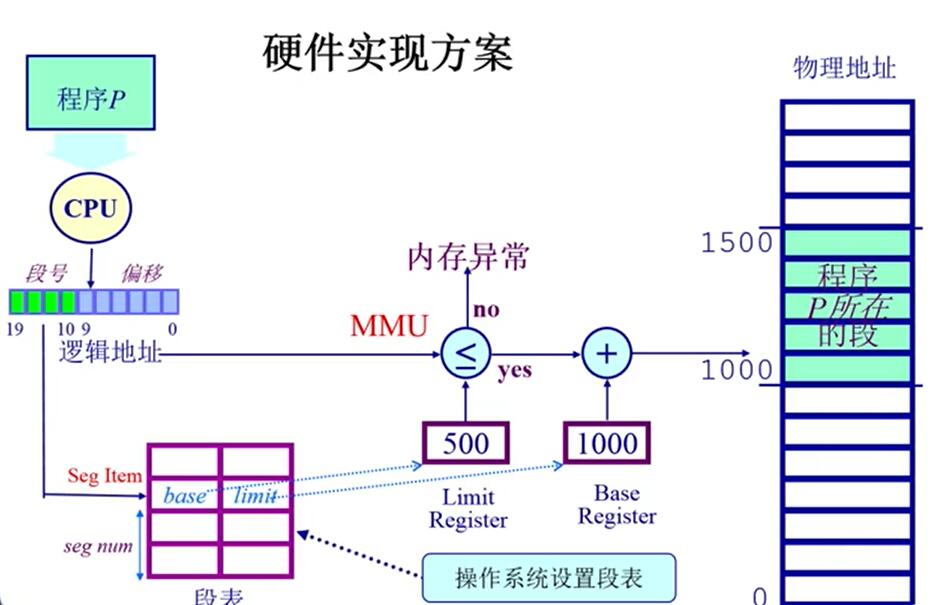 硬件实现方案
物理地址
程序P
CPU
段号 偏移
19 10 9 0
逻辑地址
MMU
内存异常
no
≤
yes
+
1500
程序
P所在
的段
1000
500
1000
Limit
Register
Base
Register
Seg Item
base limit
seg num
操作系统设置段表
段表
0